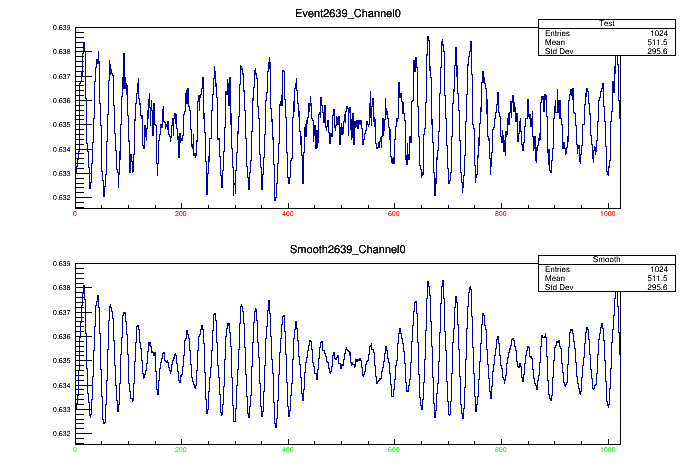 Event2639_Channel0
Test
Entries 1024
Mean 511.5
Std Dev 295.6
0.639
0.638
0.637
0.636
0.635
0.634
0.633
0.632
0 200 400 600 800 1000
Smooth2639_Channel0
Smooth
Entries 1024
Mean 511.5
Std Dev 295.6
0.639
0.638
0.637
0.636
0.635
0.634
0.633
0.632
0 200 400 600 800 1000